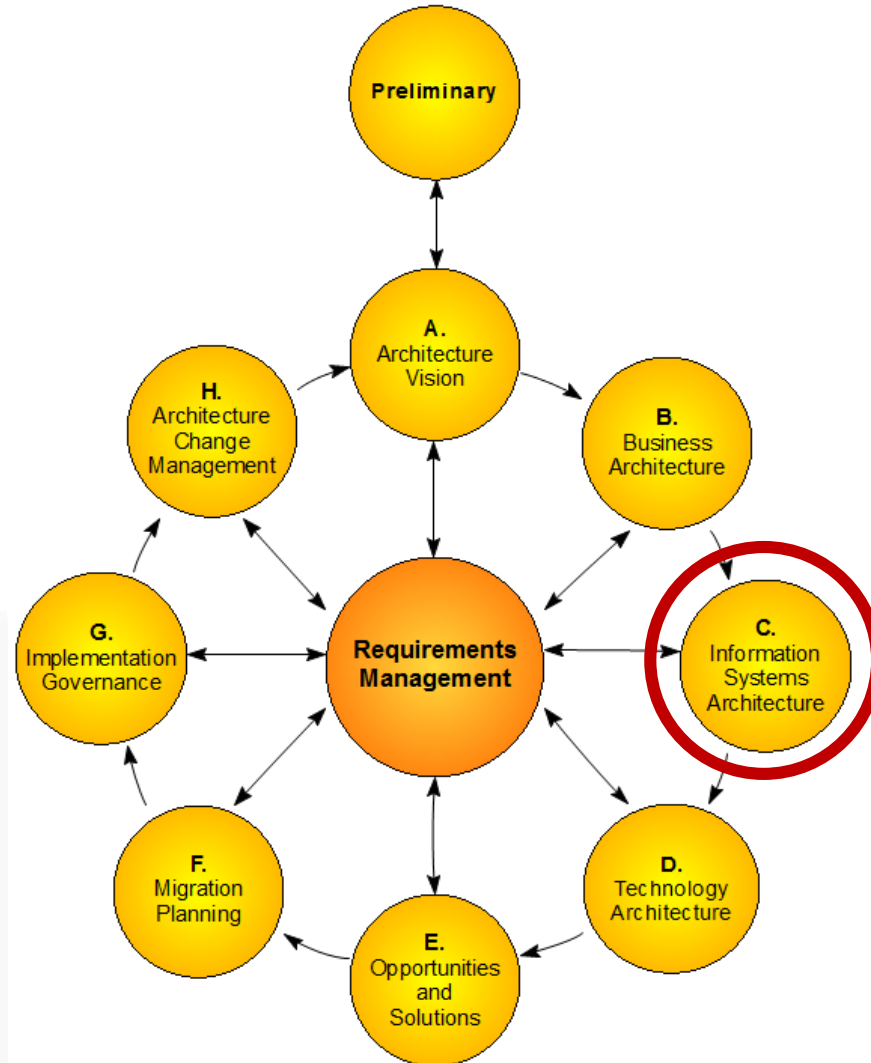 Preliminary
A.
Architecture
Vision
H.
Architecture
Change
Management
B.
Business
Architecture
G.
Implementation
Governance
Requirements
Management
C.
Information
Systems
Architecture
F.
Migration
Planning
D.
Technology
Architecture
E.
Opportunities
and
Solutions